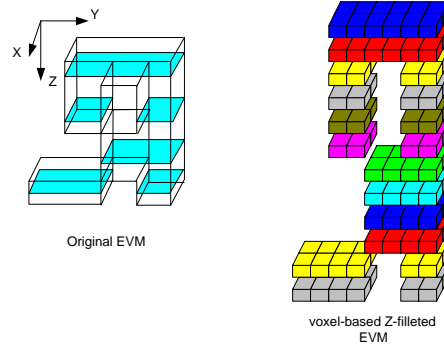 Y
X
Z
Original EVM
voxel-based Z-filleted
EVM